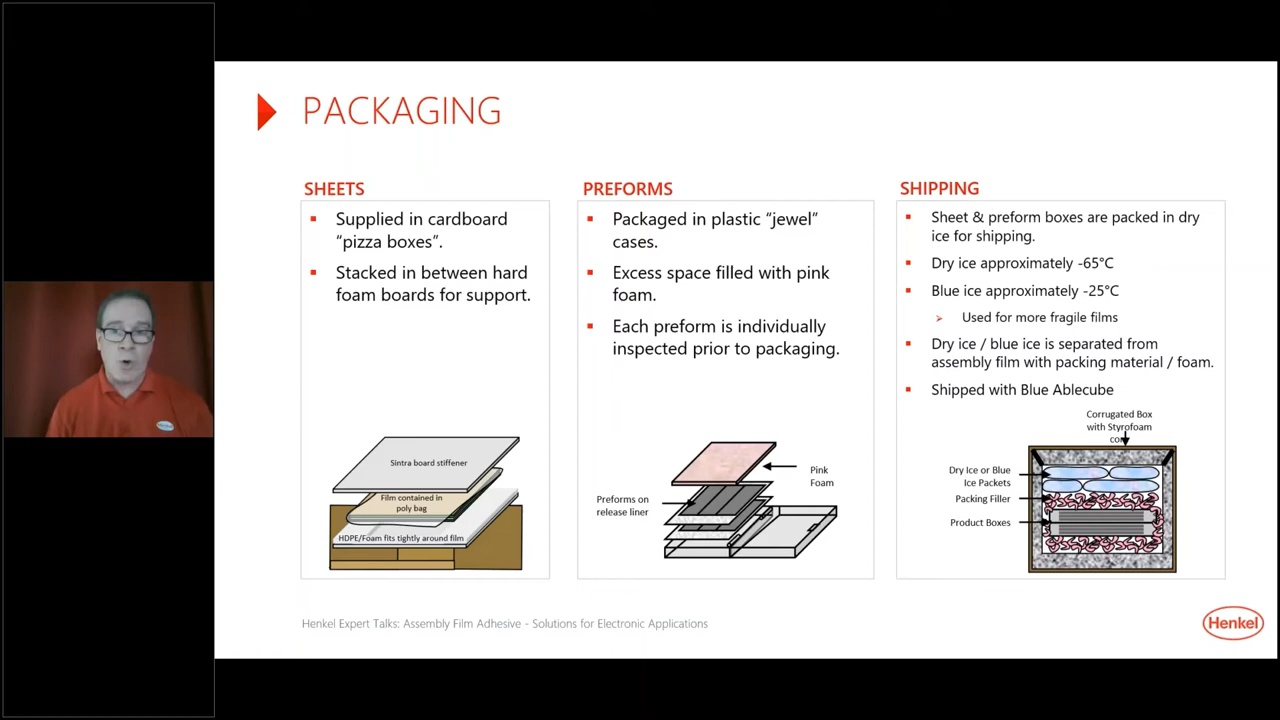 PACKAGING
SHEETS
Supplied in cardboard
“pizza boxes”.
Stacked in between hard
foam boards for support.
Sintra board stiffener
Film contained in
poly bag
HDPE/Foam fits tightly around film
PREFORMS
Packaged in plastic “jewel”
cases.
Excess space filled with pink
foam.
Each preform is individually
inspected prior to packaging.
Pink
Foam
Preforms on
release liner
SHIPPING
Sheet & preform boxes are packed in dry
ice for shipping.
Dry ice approximately -65°C
Blue ice approximately -25°C
Used for more fragile films
Dry ice / blue ice is separated from
assembly film with packing material / foam.
Shipped with Blue Ablecube
Corrugated Box
with Styrofoam
Dry Ice or Blue
Ice Packets
Packing Filler
Product Boxes
Henkel Expert Talks: Assembly Film Adhesive - Solutions for Electronic Applications
Henkel